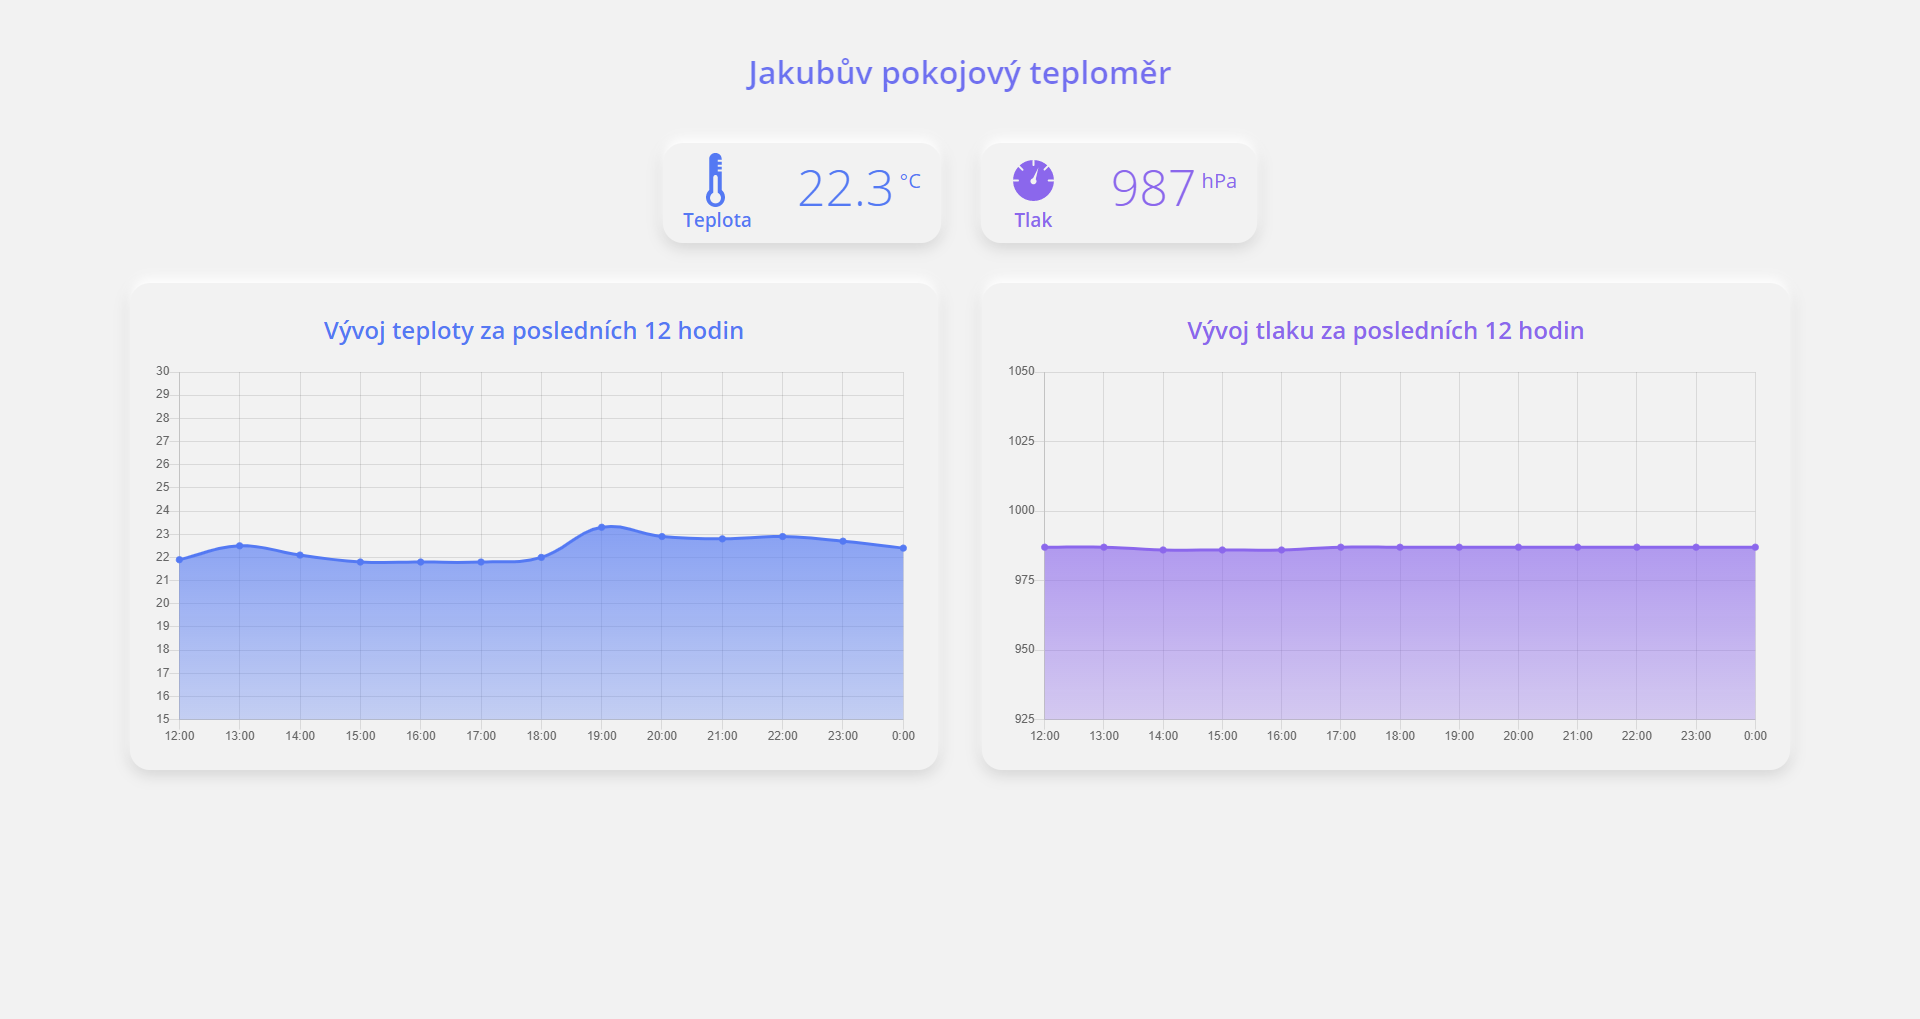 Jakubův pokojový teploměr
Teplota
22.3 °C
Tlak
987 hPa
Vývoj teploty za posledních 12 hodin
30
29
28
27
26
25
24
23
22
21
20
19
18
17
16
15
12:00 13:00 14:00 15:00 16:00 17:00 18:00 19:00 20:00 21:00 22:00 23:00 0:00
Vývoj tlaku za posledních 12 hodin
1050
1025
1000
975
950
925
12:00 13:00 14:00 15:00 16:00 17:00 18:00 19:00 20:00 21:00 22:00 23:00 0:00